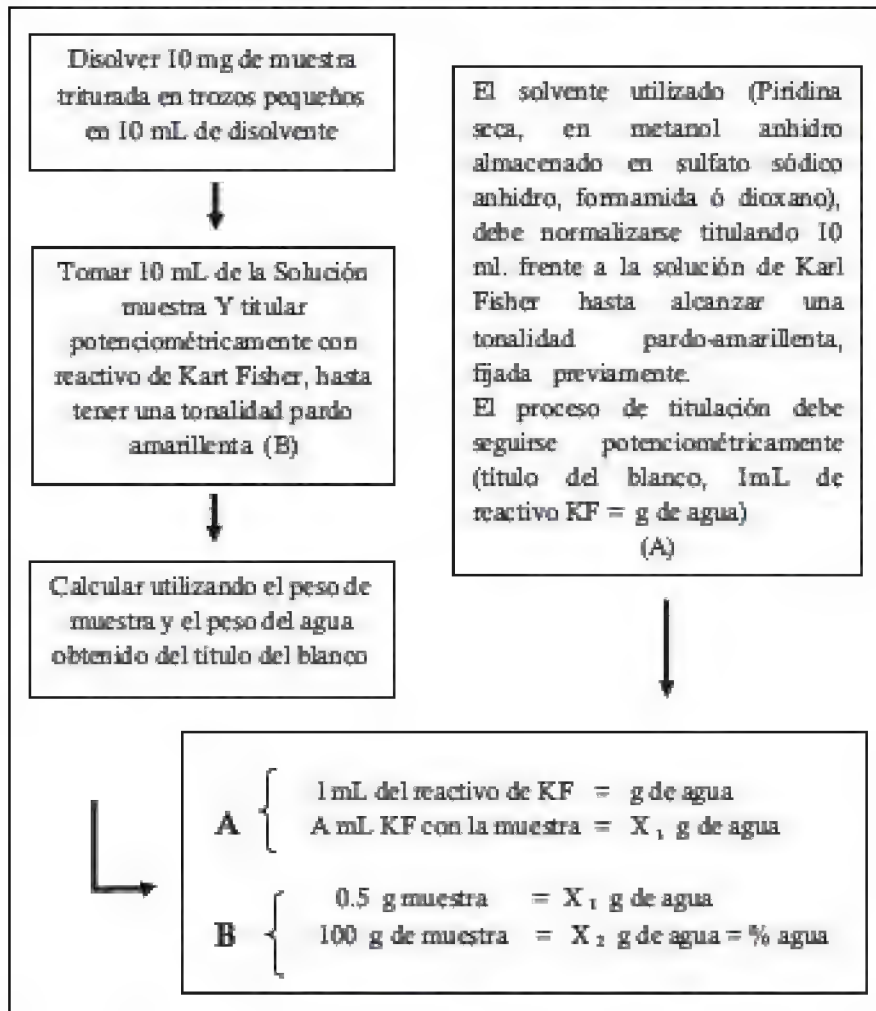 Disolver 10 mg de muestra
triturada en trozos pequeños
en 10 mL de disolvente
Tomar 10 mL de la Solución
muestra Y titular
potenciométricamente con
reactivo de Kart Fisher, hasta
tener una tonalidad pardo
amarillenta (B)
Calcular utilizando el peso de
muestra y el peso del agua
obtenido del título del blanco
El solvente utilizado (Piridina
seca, en metanol anhidro
almacenado en sulfato sódico
anhidro, formamida ó dioxano),
debe normalizarse titulando 10
ml. frente a la solución de Karl
Fisher hasta alcanzar una
tonalidad pardo-amarillenta,
fijada previamente.
El proceso de titulación debe
seguirse potenciométricamente
(título del blanco, 1mL de
reactivo KF = g de agua)
(A)
A
1 mL del reactivo de KF = g de agua
A mL KF con la muestra = X₁ g de agua
B
0.5 g muestra = X₁ g de agua
100 g de muestra = X₂ g de agua = % agua